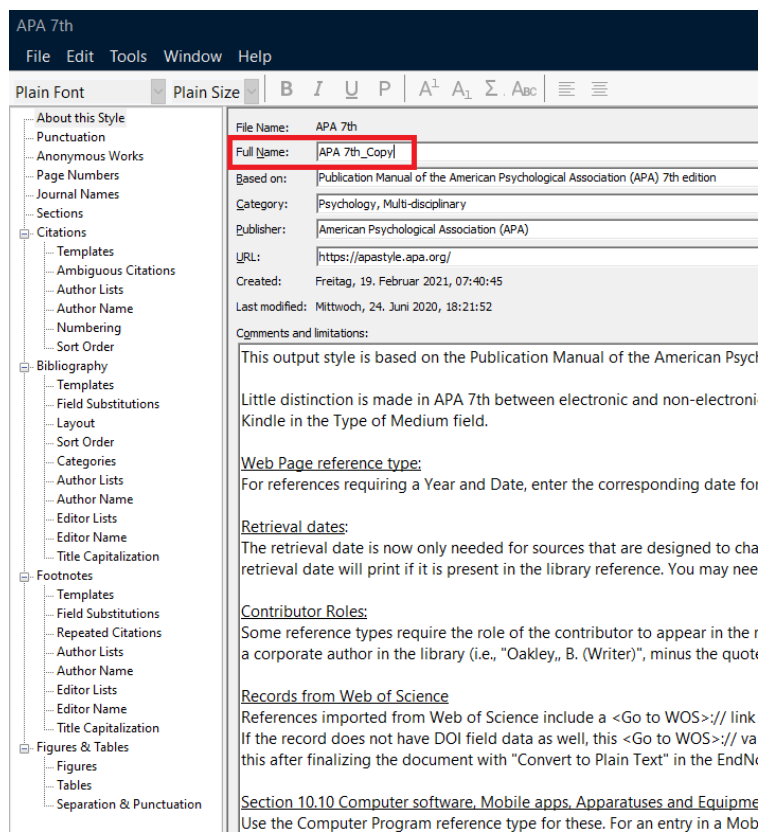 APA 7th
File Edit Tools Window Help
Plain Font Plain Size B I U P A¹ A₁ Σ ABC
About this Style
Punctuation
Anonymous Works
Page Numbers
Journal Names
Sections
Citations
Templates
Ambiguous Citations
Author Lists
Author Name
Numbering
Sort Order
Bibliography
Templates
Field Substitutions
Layout
Sort Order
Categories
Author Lists
Author Name
Editor Lists
Editor Name
Title Capitalization
Footnotes
Templates
Field Substitutions
Repeated Citations
Author Lists
Author Name
Editor Lists
Editor Name
Title Capitalization
Figures & Tables
Figures
Tables
Separation & Punctuation
File Name: APA 7th
Full Name: APA 7th_Copy
Based on: Publication Manual of the American Psychological Association (APA) 7th edition
Category: Psychology, Multi-disciplinary
Publisher: American Psychological Association (APA)
URL: https://apastyle.apa.org/
Created: Freitag, 19. Februar 2021, 07:40:45
Last modified: Mittwoch, 24. Juni 2020, 18:21:52
Comments and limitations:
This output style is based on the Publication Manual of the American Psych
Little distinction is made in APA 7th between electronic and non-electroni
Kindle in the Type of Medium field.
Web Page reference type:
For references requiring a Year and Date, enter the corresponding date for
Retrieval dates:
The retrieval date is now only needed for sources that are designed to cha
retrieval date will print if it is present in the library reference. You may nee
Contributor Roles:
Some reference types require the role of the contributor to appear in the r
a corporate author in the library (i.e., "Oakley,, B. (Writer)", minus the quote
Records from Web of Science
References imported from Web of Science include a <Go to WOS>:// link
If the record does not have DOI field data as well, this <Go to WOS>:// va
this after finalizing the document with "Convert to Plain Text" in the EndNo
Section 10.10 Computer software, Mobile apps, Apparatuses and Equipme
Use the Computer Program reference type for these. For an entry in a Mob